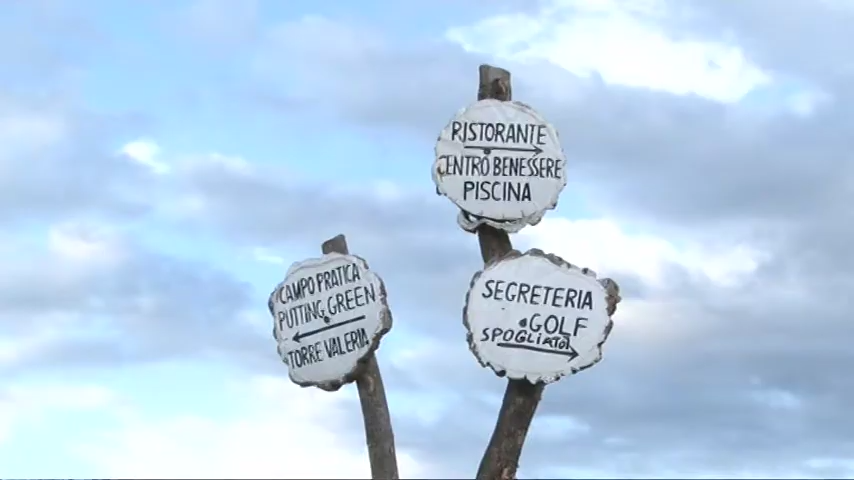 RISTORANTE
CENTRO BENESSERE
PISCINA
CAMPO PRATICA
PUTTING GREEN
TORRE VALERIA
SEGRETERIA
GOLF
SPOGLIATOI